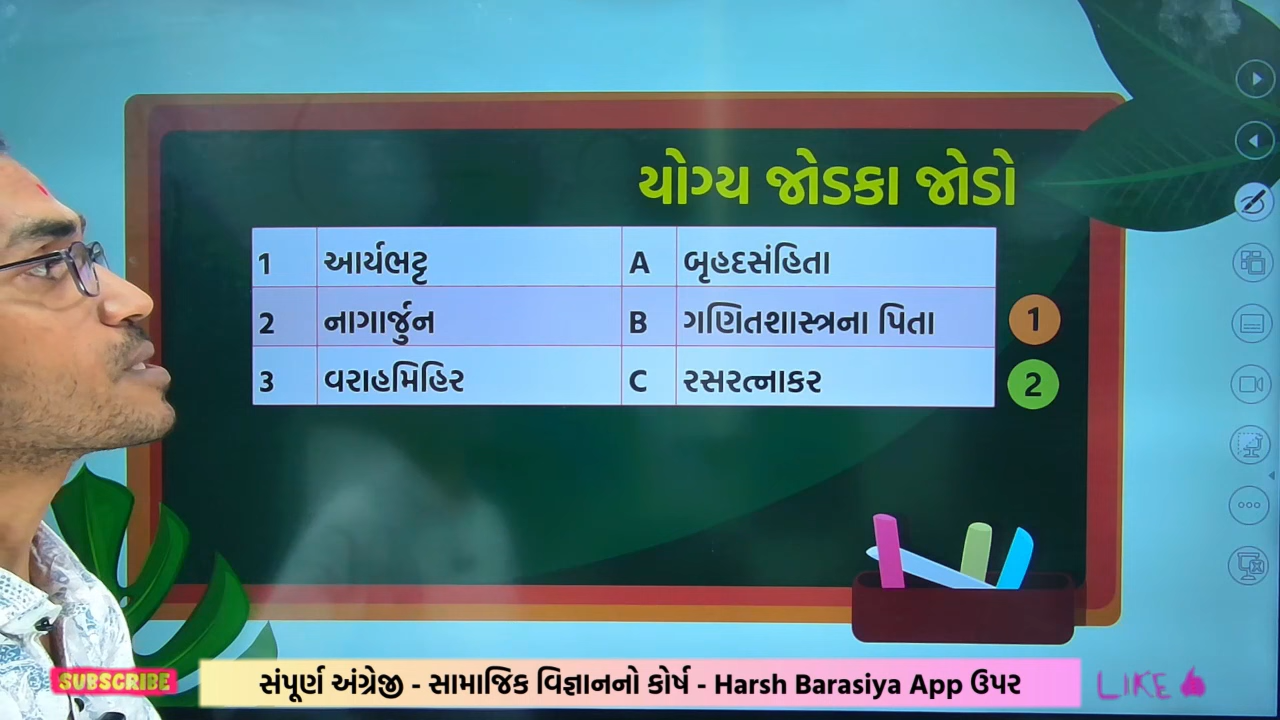 યોગ્ય જોડકા જોડો
1 આર્યભટ્ટ A બૃહદસંહિતા
2 નાગાર્જુન B ગણિતશાસ્ત્રના પિતા 1
3 વરાહમિહિર C રસરત્નાકર 2
SUBSCRIBE સંપૂર્ણ અંગ્રેજી - સામાજિક વિજ્ઞાનનો કોર્ષ - Harsh Barasiya App ઉપર LIKE